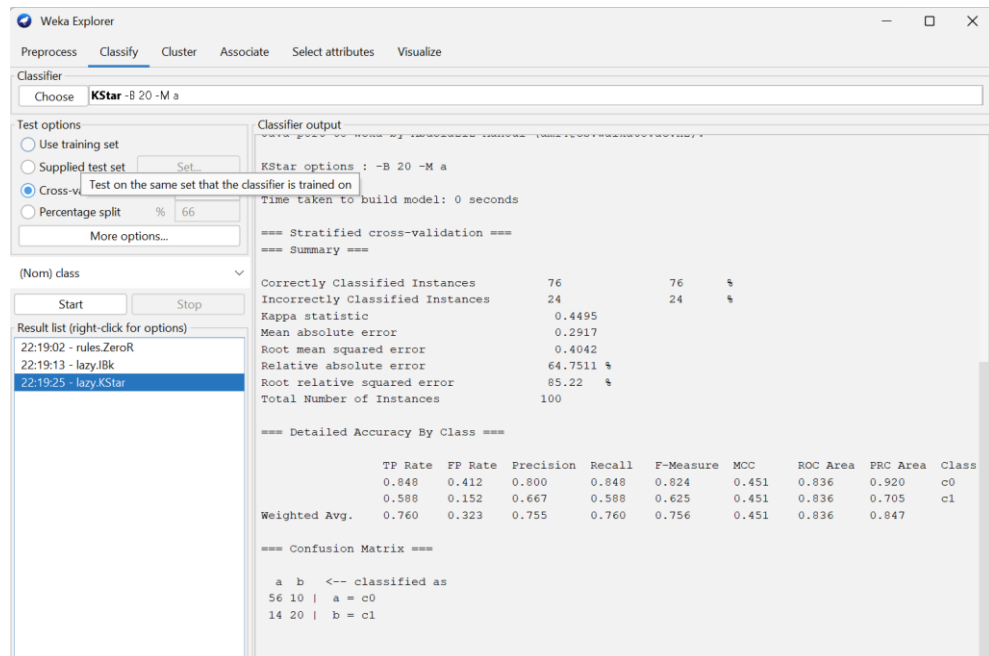 Weka Explorer
Preprocess Classify Cluster Associate Select attributes Visualize
Classifier
Choose KStar -B 20 -M a
Test options
Use training set
Supplied test set Set...
Cross-va
Test on the same set that the classifier is trained on
Percentage split % 66
More options...
(Nom) class
Start Stop
Result list (right-click for options)
22:19:02 - rules.ZeroR
22:19:13 - lazy.IBk
22:19:25 - lazy.KStar
Classifier output
KStar options : -B 20 -M a
Time taken to build model: 0 seconds
=== Stratified cross-validation ===
=== Summary ===
Correctly Classified Instances 76 76 %
Incorrectly Classified Instances 24 24 %
Kappa statistic 0.4495
Mean absolute error 0.2917
Root mean squared error 0.4042
Relative absolute error 64.7511 %
Root relative squared error 85.22 %
Total Number of Instances 100
=== Detailed Accuracy By Class ===
TP Rate FP Rate Precision Recall F-Measure MCC ROC Area PRC Area Class
0.848 0.412 0.800 0.848 0.824 0.451 0.836 0.920 c0
0.588 0.152 0.667 0.588 0.625 0.451 0.836 0.705 c1
Weighted Avg. 0.760 0.323 0.755 0.760 0.756 0.451 0.836 0.847
=== Confusion Matrix ===
a b <-- classified as
56 10 | a = c0
14 20 | b = c1